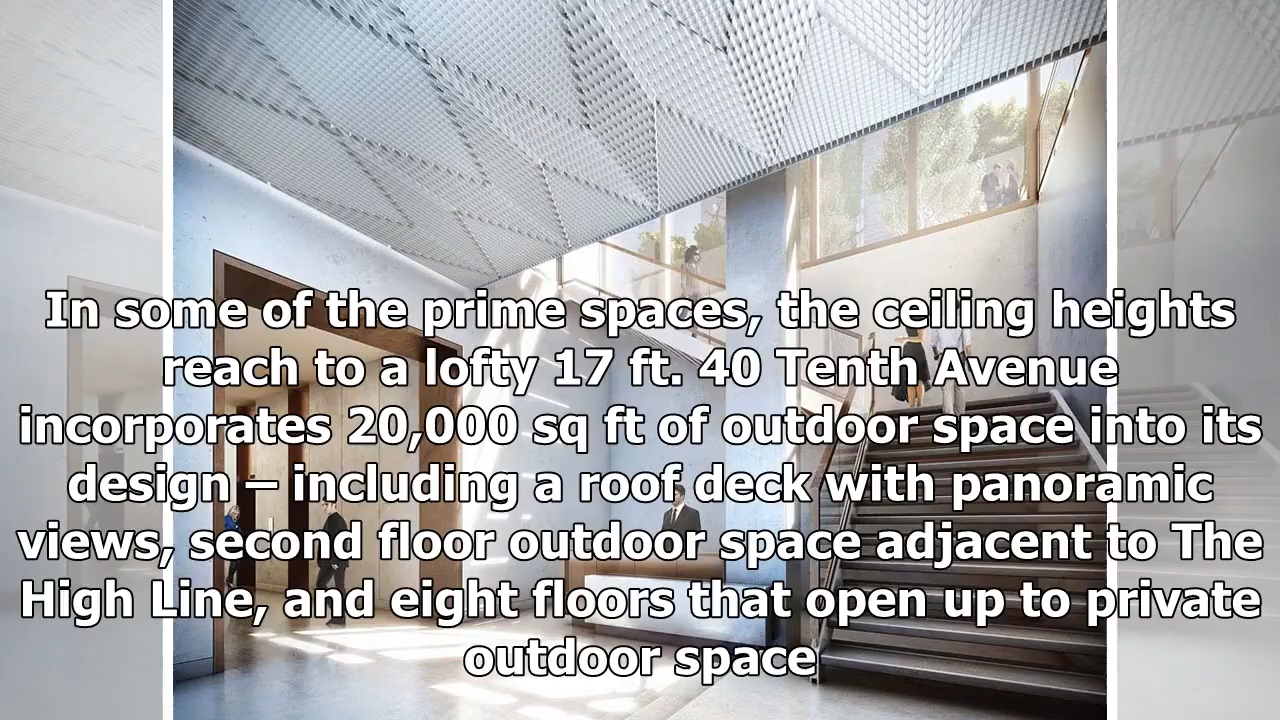 In some of the prime spaces, the ceiling heights
reach to a lofty 17 ft. 40 Tenth Avenue
incorporates 20,000 sq ft of outdoor space into its
design – including a roof deck with panoramic
views, second floor outdoor space adjacent to The
High Line, and eight floors that open up to private
outdoor space